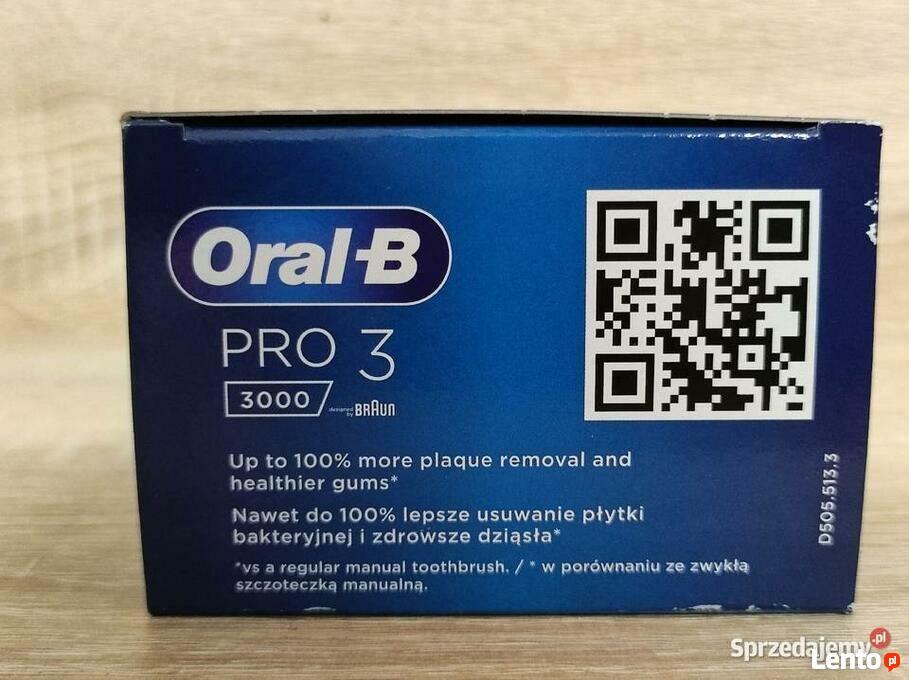 Oral-B
PRO 3
3000
designed by BRAUN
Up to 100% more plaque removal and
healthier gums*
Nawet do 100% lepsze usuwanie płytki
bakteryjnej i zdrowsze dziąsła*
*vs a regular manual toothbrush. / * w porównaniu ze zwykłą
szczoteczką manualną.
D505.513.3
Sprzedajemy.pl
Lento.pl